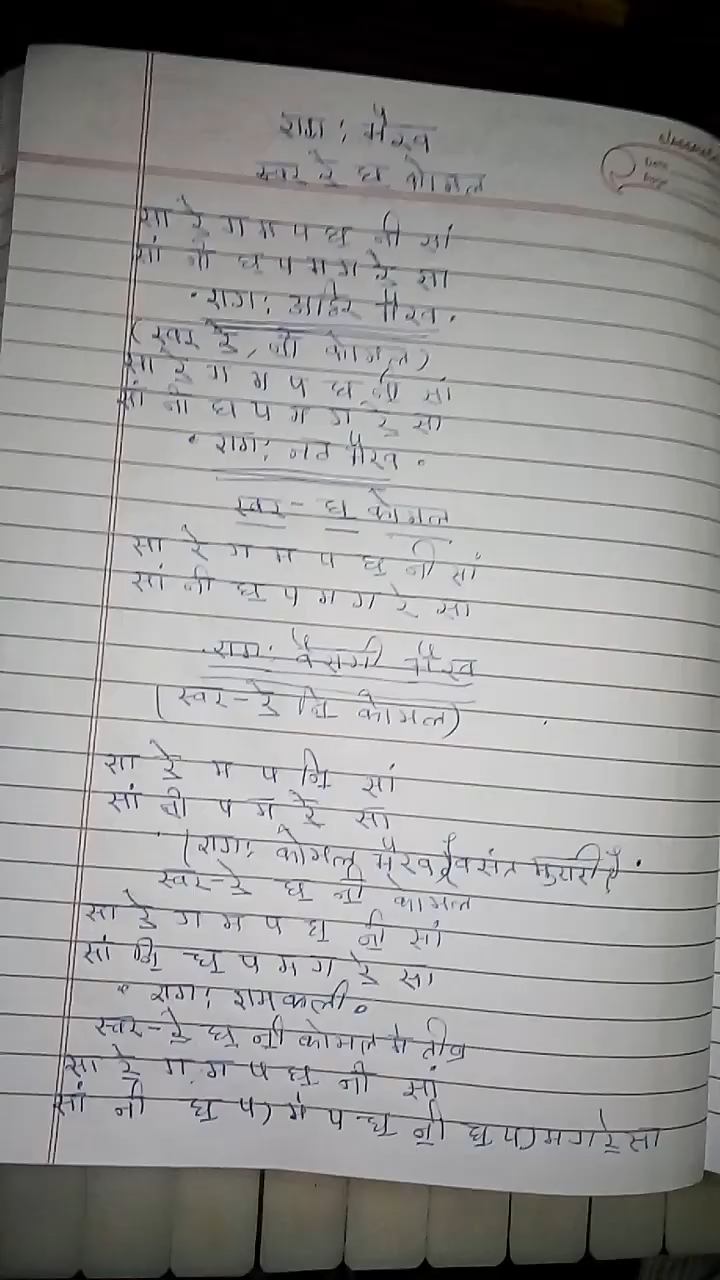 राग: भैरव
स्वर रे॒ ध॒ कोमल
सा रे॒ ग म प ध॒ नी सां
सां नी ध॒ प म ग रे॒ सा
• राग: अहिर भैरव.
(स्वर रे॒, नी॒ कोमल)
सा रे॒ ग म प ध नी॒ सां
सां नी॒ ध प म ग रे॒ सा
• राग: नट भैरव •
स्वर - ध॒ कोमल
सा रे ग म प ध॒ नी सां
सां नी ध॒ प म ग रे सा
राग: बैरागी भैरव
(स्वर - रे॒ नि॒ कोमल)
सा रे॒ म प नि॒ सां
सां नी॒ प म रे॒ सा
(राग: कोमल भैरव मुखारी है •
स्वर - रे॒ ध॒ नी॒ कोमल
सा रे॒ ग म प ध॒ नी॒ सां
सां नि॒ ध॒ प म ग रे॒ सा
• राग: रामकली •
स्वर - रे॒ ध॒ नी॒ कोमल मे तीव्र
सा रे॒ ग म प ध॒ नी सां
सां नी ध॒ प (मे प ध॒ नी॒ ध॒ प) म ग रे॒ सा